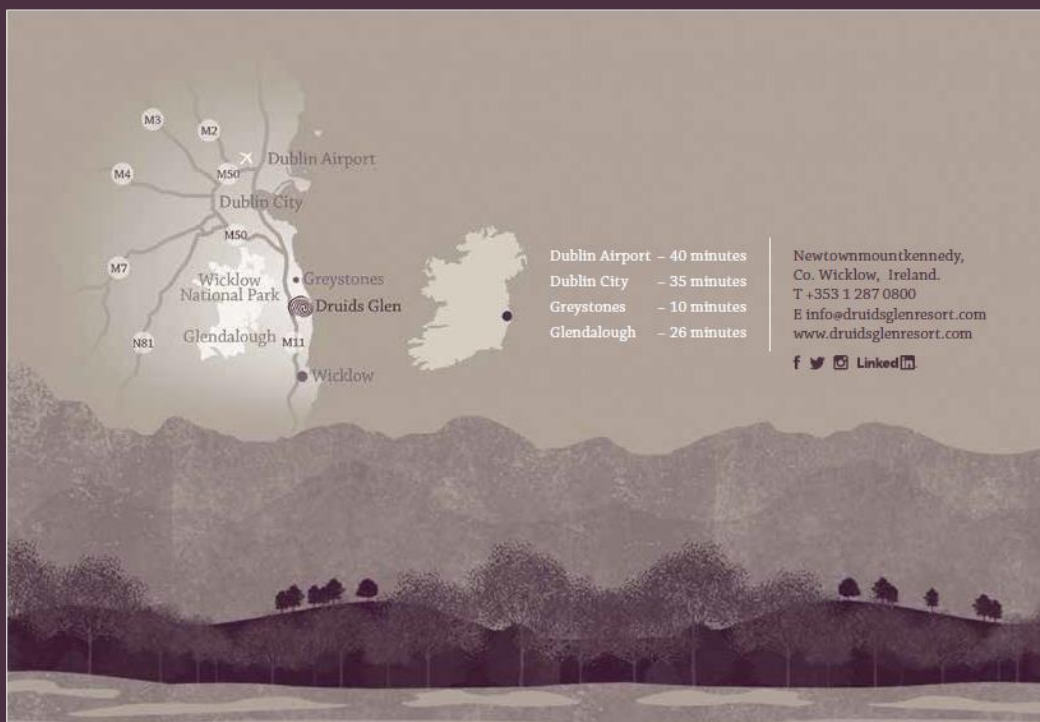 M3
M2
Dublin Airport
M4
M50
Dublin City
M50
M7
Wicklow
National Park
Greystones
Druids Glen
N81
Glendalough
M11
Wicklow
Dublin Airport – 40 minutes
Dublin City – 35 minutes
Greystones – 10 minutes
Glendalough – 26 minutes
Newtownmountkennedy,
Co. Wicklow, Ireland.
T +353 1 287 0800
E info@druidsglenresort.com
www.druidsglenresort.com
f Linked in